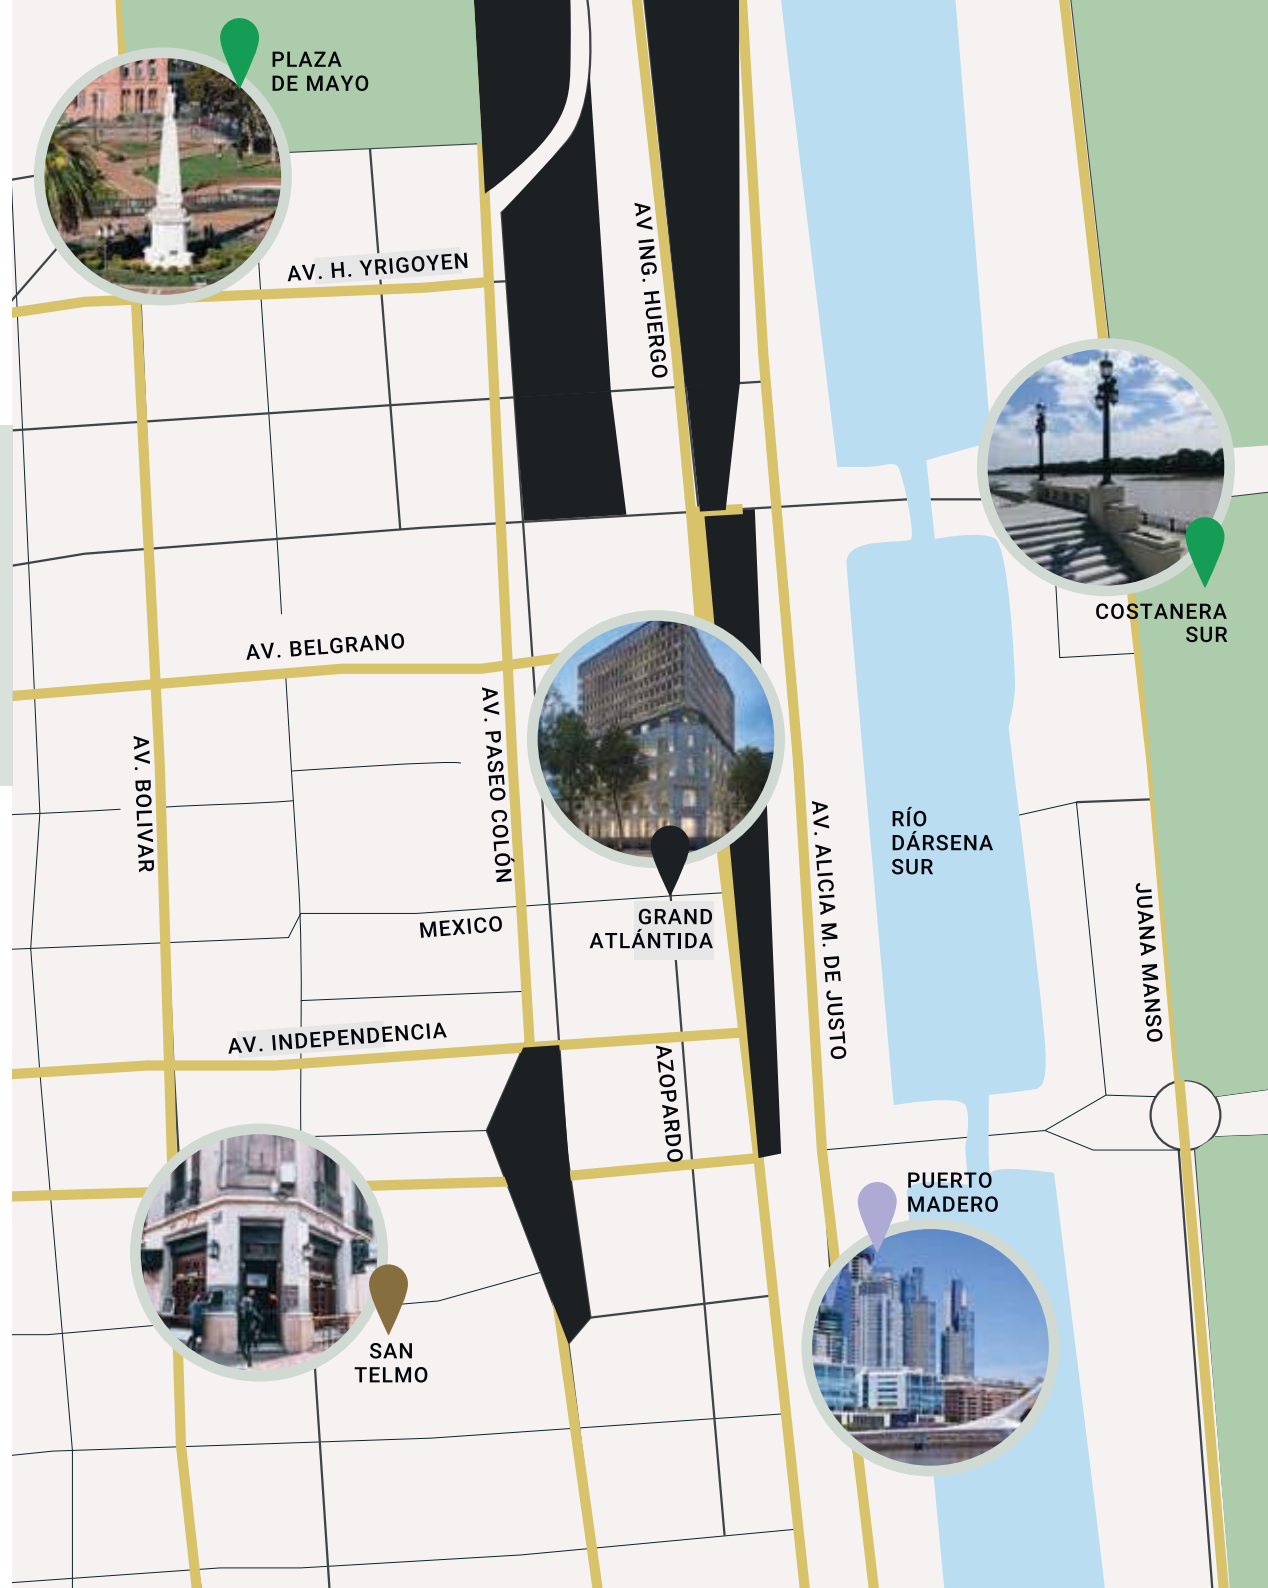 PLAZA
DE MAYO
AV. H. YRIGOYEN
AV ING. HUERGO
COSTANERA
SUR
AV. BELGRANO
AV. BOLIVAR
AV. PASEO COLÓN
AV. ALICIA M. DE JUSTO
RÍO
DÁRSENA
SUR
JUANA MANSO
MEXICO
GRAND
ATLÁNTIDA
AV. INDEPENDENCIA
AZOPARDO
PUERTO
MADERO
SAN
TELMO